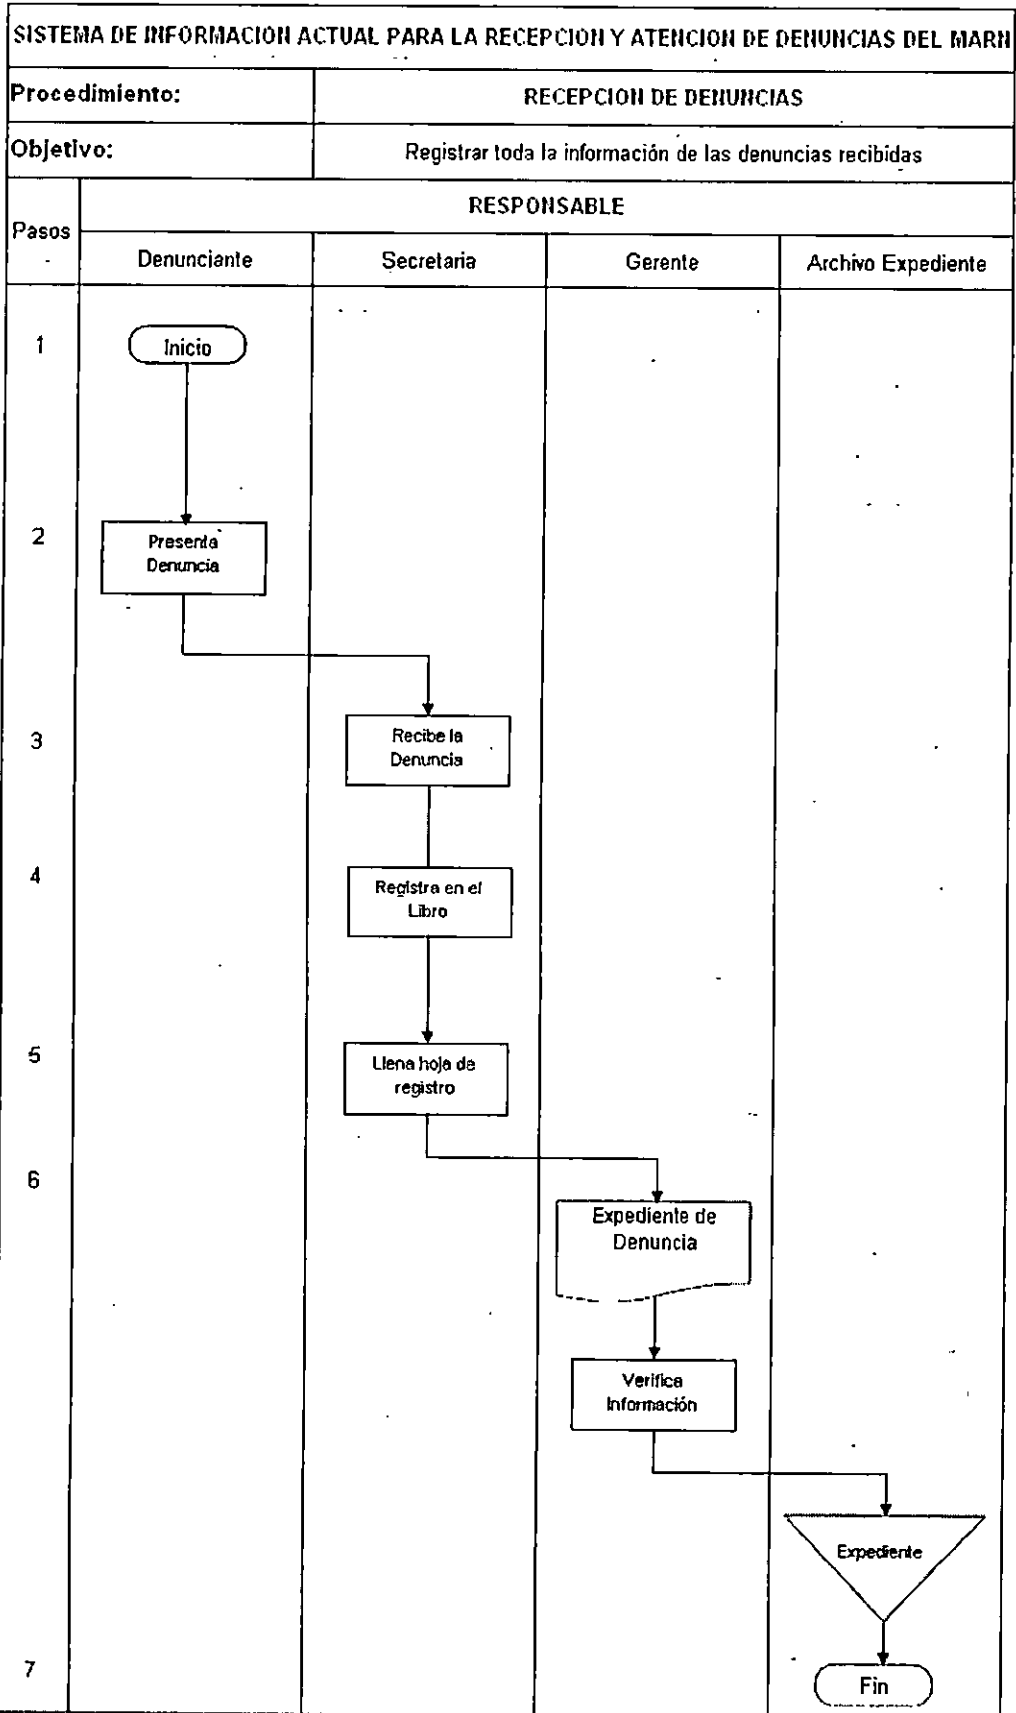 SISTEMA DE INFORMACION ACTUAL PARA LA RECEPCION Y ATENCION DE DENUNCIAS DEL MARN
Procedimiento:
RECEPCION DE DENUNCIAS
Objetivo:
Registrar toda la información de las denuncias recibidas
Pasos
RESPONSABLE
Denunciante
Secretaria
Gerente
Archivo Expediente
1
Inicio
2
Presenta
Denuncia
3
Recibe la
Denuncia
4
Registra en el
Libro
5
Llena hoja de
registro
6
Expediente de
Denuncia
Verifica
Información
Expediente
7
Fin